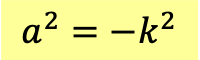 a² = −k²